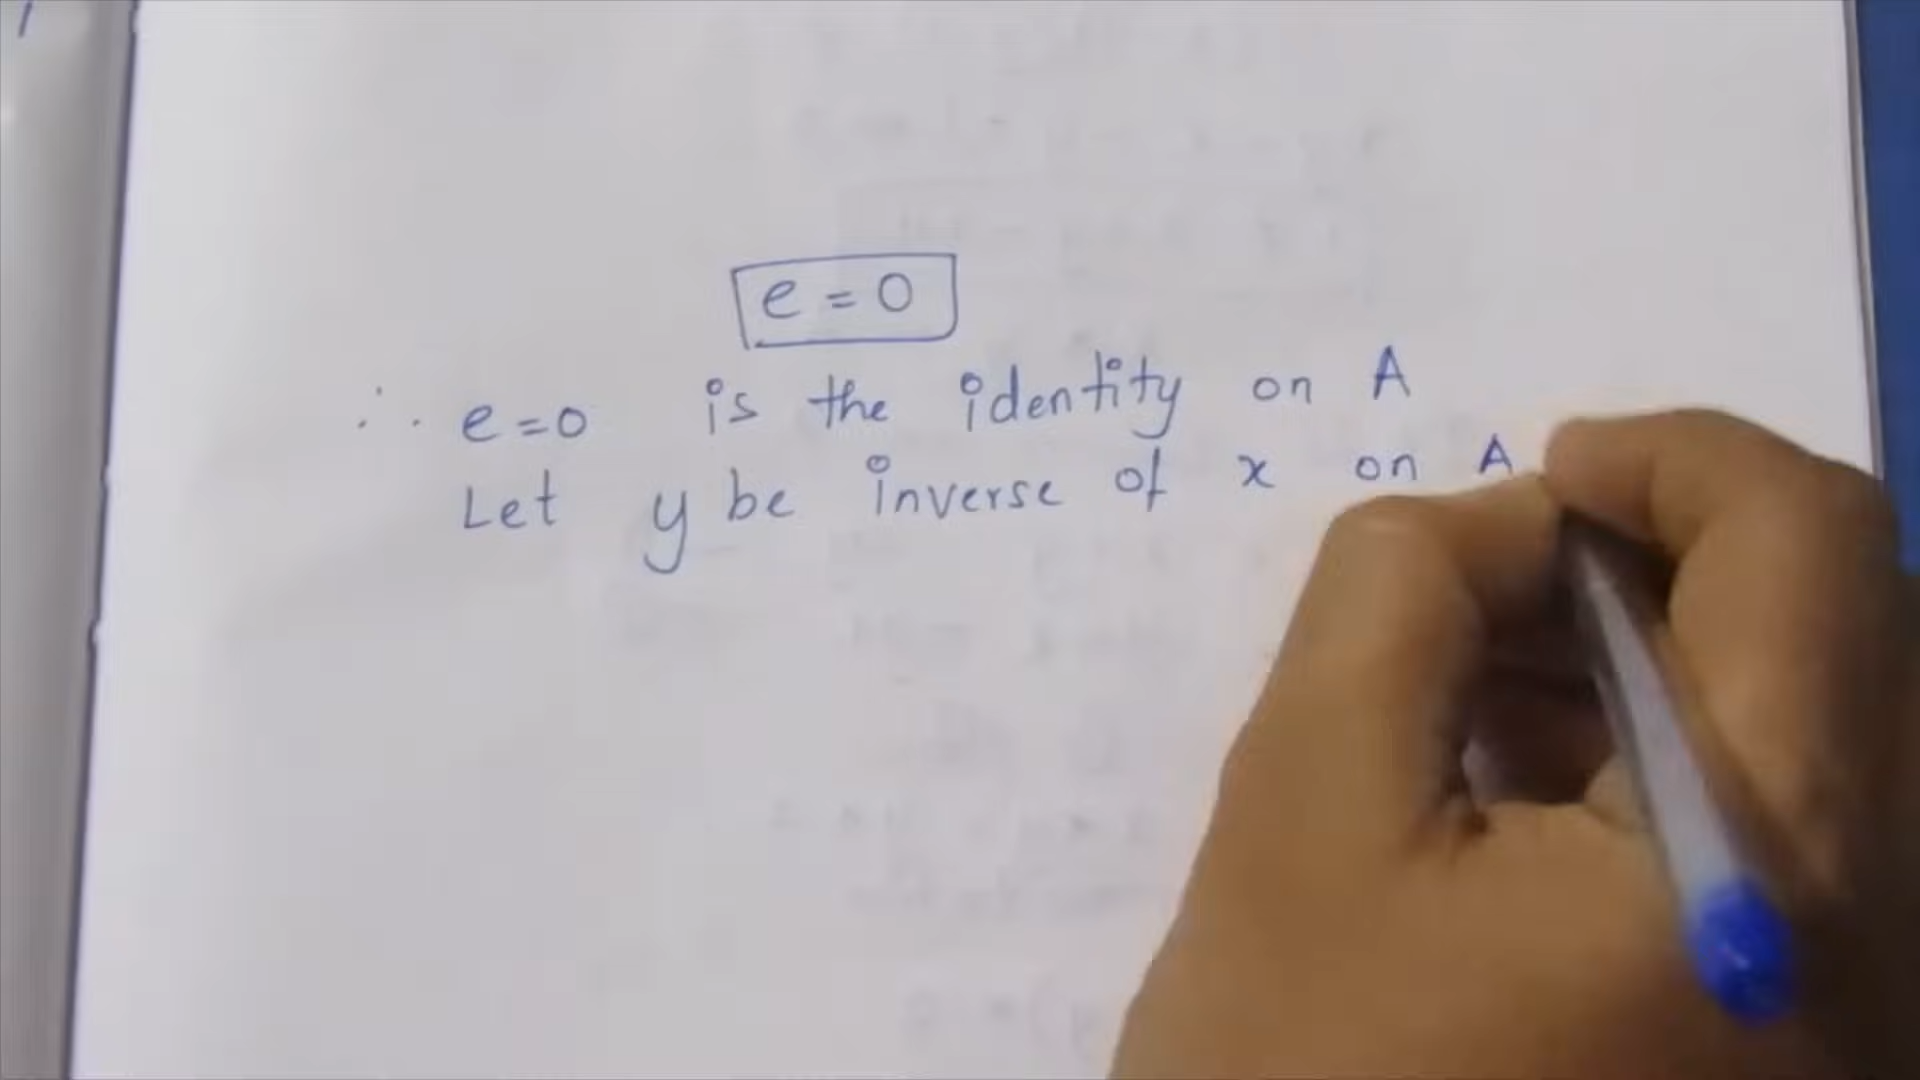 e = 0
∴ e = 0 is the identity on A
Let y be inverse of x on A